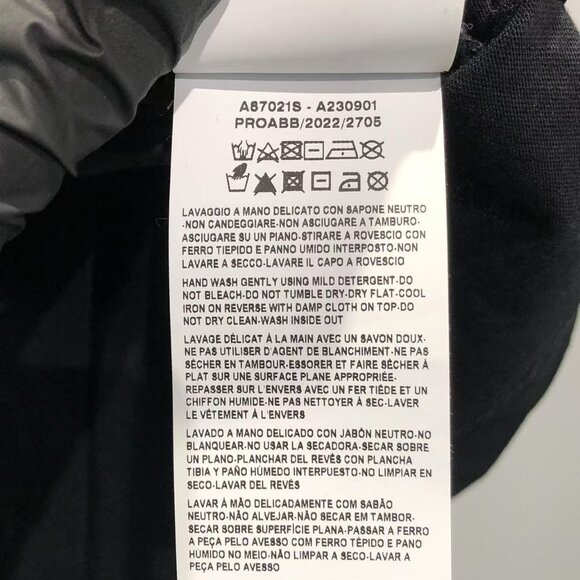 A67021S - A230901
PROABB/2022/2705
LAVAGGIO A MANO DELICATO CON SAPONE NEUTRO
-NON CANDEGGIARE-NON ASCIUGARE A TAMBURO-
ASCIUGARE SU UN PIANO-STIRARE A ROVESCIO CON
FERRO TIEPIDO E PANNO UMIDO INTERPOSTO-NON
LAVARE A SECCO-LAVARE IL CAPO A ROVESCIO
HAND WASH GENTLY USING MILD DETERGENT-DO
NOT BLEACH-DO NOT TUMBLE DRY-DRY FLAT-COOL
IRON ON REVERSE WITH DAMP CLOTH ON TOP-DO
NOT DRY CLEAN-WASH INSIDE OUT
LAVAGE DÉLICAT À LA MAIN AVEC UN SAVON DOUX-
NE PAS UTILISER D'AGENT DE BLANCHIMENT-NE PAS
SÉCHER EN TAMBOUR-ESSORER ET FAIRE SÉCHER À
PLAT SUR UNE SURFACE PLANE APPROPRIÉE-
REPASSER SUR L'ENVERS AVEC UN FER TIÉDE ET UN
CHIFFON HUMIDE-NE PAS NETTOYER À SEC-LAVER
LE VÊTEMENT À L'ENVERS
LAVADO A MANO DELICADO CON JABÓN NEUTRO-NO
BLANQUEAR-NO USAR LA SECADORA-SECAR SOBRE
UN PLANO-PLANCHAR DEL REVÉS CON PLANCHA
TIBIA Y PAÑO HÚMEDO INTERPUESTO-NO LIMPIAR EN
SECO-LAVAR DEL REVÉS
LAVAR À MÃO DELICADAMENTE COM SABÃO
NEUTRO-NÃO ALVEJAR-NÃO SECAR EM TAMBOR-
SECAR SOBRE SUPERFÍCIE PLANA-PASSAR A FERRO
A PEÇA PELO AVESSO COM FERRO TÉPIDO E PANO
HÚMIDO NO MEIO-NÃO LIMPAR A SECO-LAVAR A
PEÇA PELO AVESSO